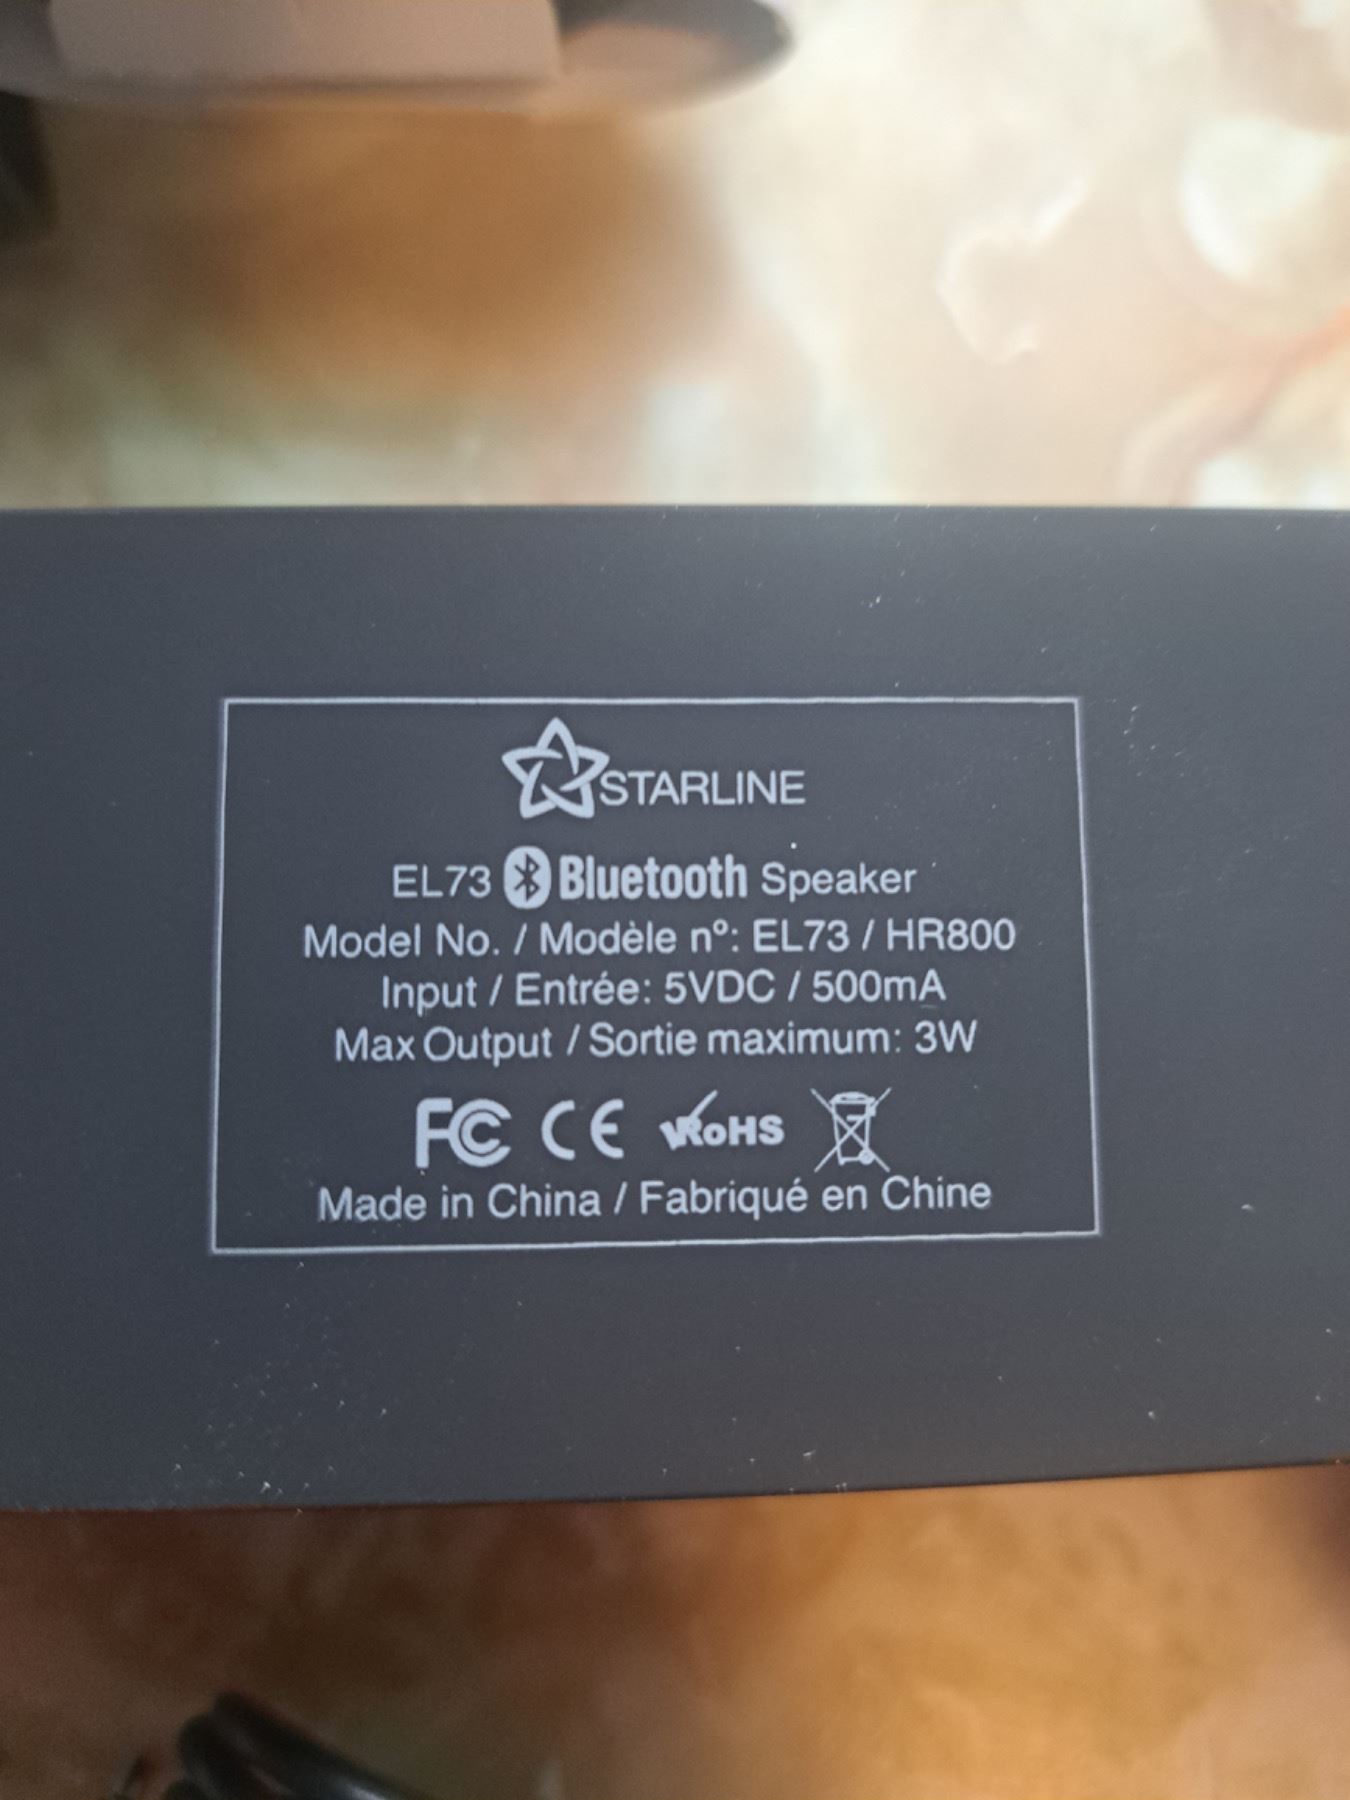 STARLINE
EL73 Bluetooth Speaker
Model No. / Modèle nº: EL73 / HR800
Input / Entrée: 5VDC / 500mA
Max Output / Sortie maximum: 3W
FC CE RoHS
Made in China / Fabriqué en Chine